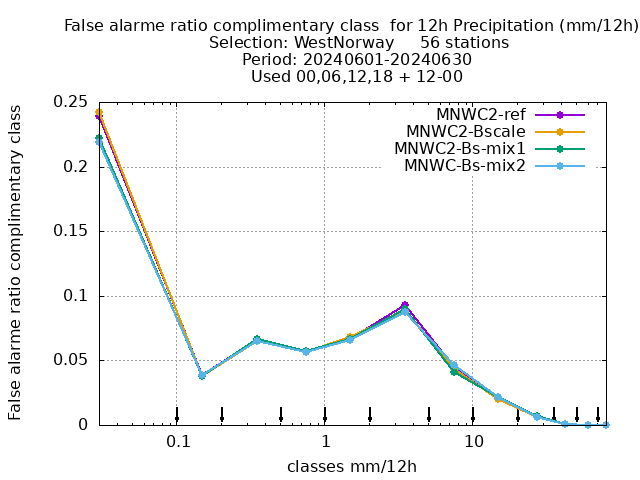 False alarme ratio complimentary class  for 12h Precipitation (mm/12h)
Selection: WestNorway     56 stations
Period: 20240601-20240630
Used 00,06,12,18 + 12-00
False alarme ratio complimentary class
0.25
0.2
0.15
0.1
0.05
0
MNWC2-ref
MNWC2-Bscale
MNWC2-Bs-mix1
MNWC-Bs-mix2
0.1 1 10
classes mm/12h